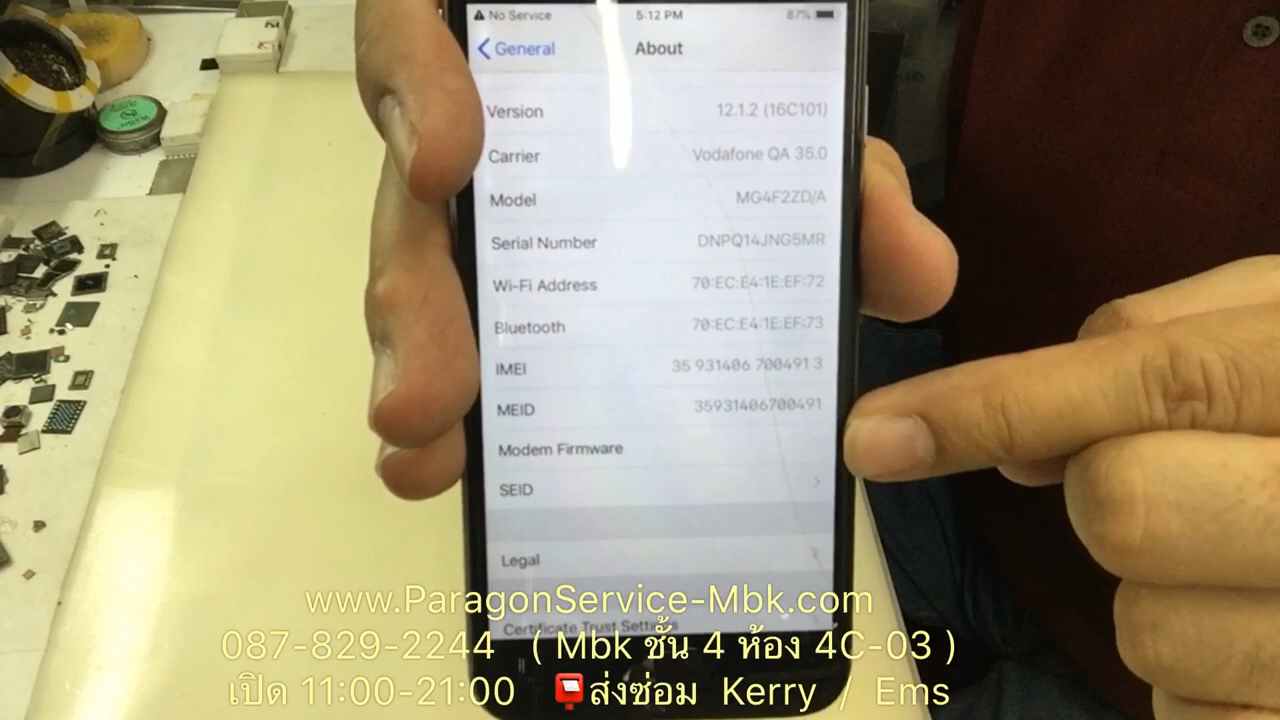 No Service 5:12 PM 87%
General About
Version 12.1.2 (16C101)
Carrier Vodafone QA 35.0
Model MG4F2ZD/A
Serial Number DNPQ14JNG5MR
Wi-Fi Address 70:EC:E4:1E:EF:72
Bluetooth 70:EC:E4:1E:EF:73
IMEI 35 931406 700491 3
MEID 35931406700491
Modem Firmware
SEID
Legal
www.ParagonService-Mbk.com
Certificate Trust Settings
087-829-2244 ( Mbk ชั้น 4 ห้อง 4C-03 )
เปิด 11:00-21:00 📮ส่งซ่อม Kerry / Ems